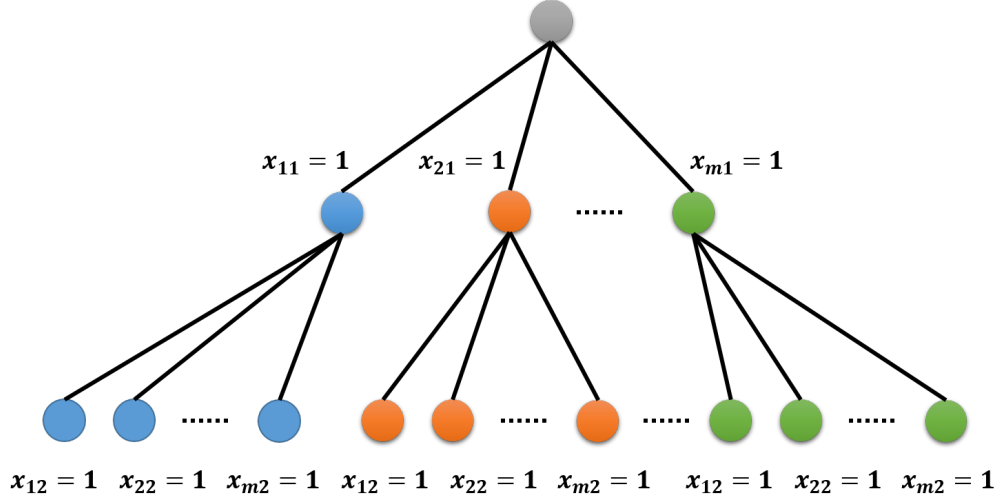 x₁₁ = 1 x₂₁ = 1 xₘ₁ = 1
......
x₁₂ = 1 x₂₂ = 1 xₘ₂ = 1 x₁₂ = 1 x₂₂ = 1 xₘ₂ = 1 x₁₂ = 1 x₂₂ = 1 xₘ₂ = 1